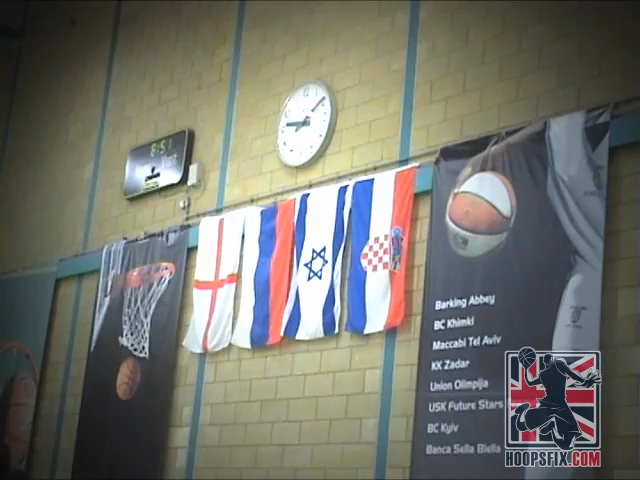 Barking Abbey
BC Khimki
Maccabi Tel Aviv
KK Zadar
Union Olimpija
USK Future Stars
BC Kyiv
Banca Sella Biella
HOOPSFIX.COM